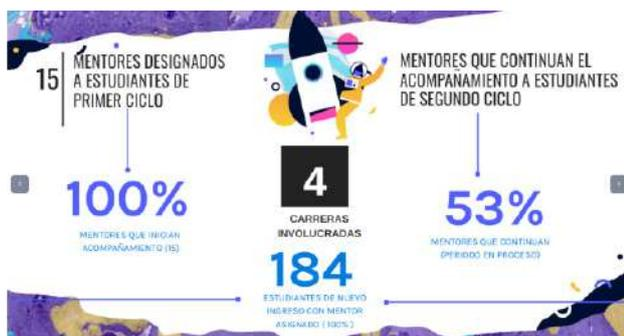 15
MENTORES DESIGNADOS
A ESTUDIANTES DE
PRIMER CICLO
100%
MENTORES QUE INICIAN
ACOMPAÑAMIENTO (15)
4
CARRERAS
INVOLUCRADAS
184
ESTUDIANTES DE NUEVO
INGRESO CON MENTOR
ASIGNADO (100%)
MENTORES QUE CONTINUAN EL
ACOMPAÑAMIENTO A ESTUDIANTES
DE SEGUNDO CICLO
53%
MENTORES QUE CONTINUAN
(PERIODO EN PROCESO)